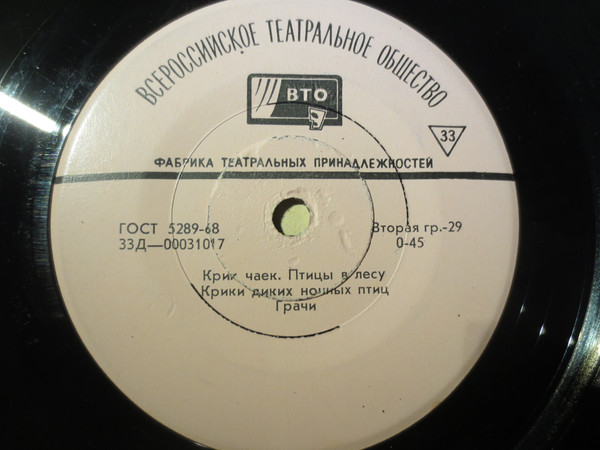 ВСЕРОССИЙСКОЕ ТЕАТРАЛЬНОЕ ОБЩЕСТВО
ВТО
33
ФАБРИКА ТЕАТРАЛЬНЫХ ПРИНАДЛЕЖНОСТЕЙ
ГОСТ 5289-68
Вторая гр.-29
33Д—00031017
0-45
Крик чаек. Птицы в лесу
Крики диких ночных птиц
Грачи